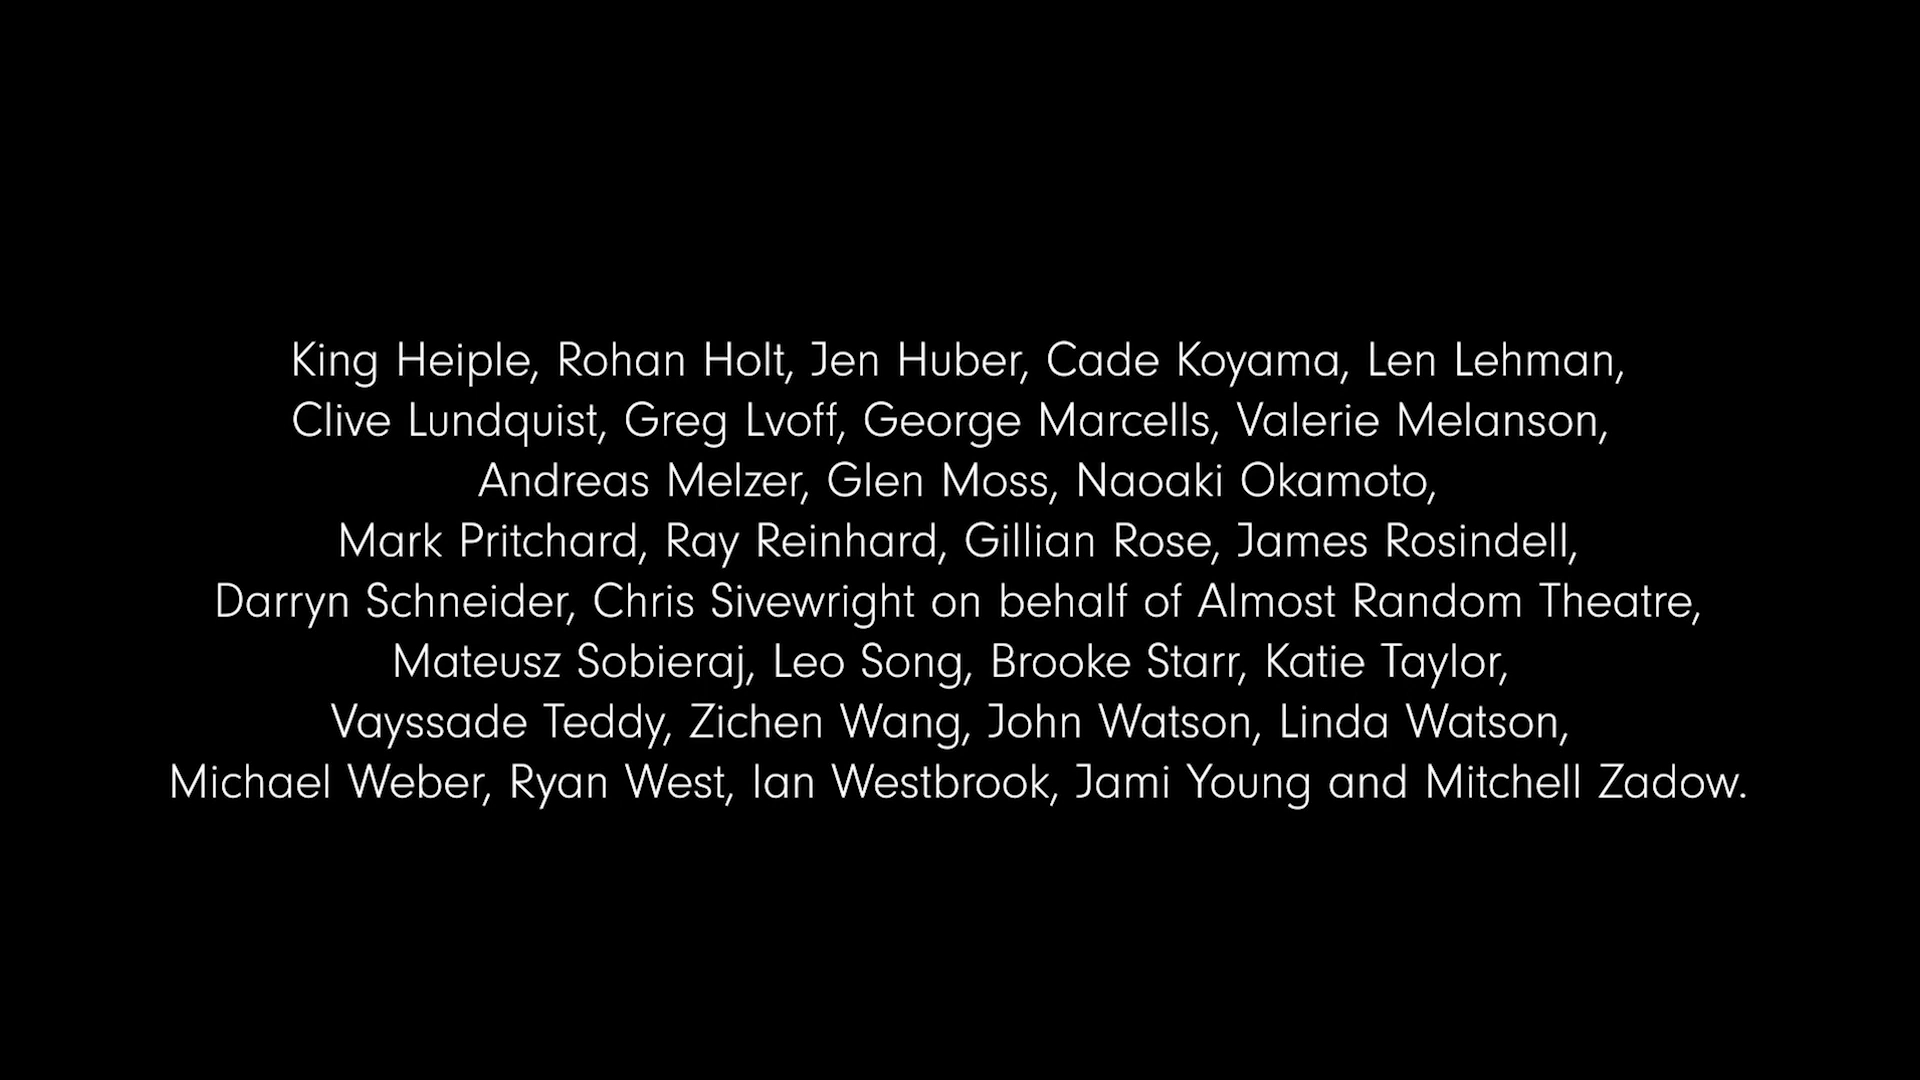 King Heiple, Rohan Holt, Jen Huber, Cade Koyama, Len Lehman,
Clive Lundquist, Greg Lvoff, George Marcells, Valerie Melanson,
Andreas Melzer, Glen Moss, Naoaki Okamoto,
Mark Pritchard, Ray Reinhard, Gillian Rose, James Rosindell,
Darryn Schneider, Chris Sivewright on behalf of Almost Random Theatre,
Mateusz Sobieraj, Leo Song, Brooke Starr, Katie Taylor,
Vayssade Teddy, Zichen Wang, John Watson, Linda Watson,
Michael Weber, Ryan West, Ian Westbrook, Jami Young and Mitchell Zadow.